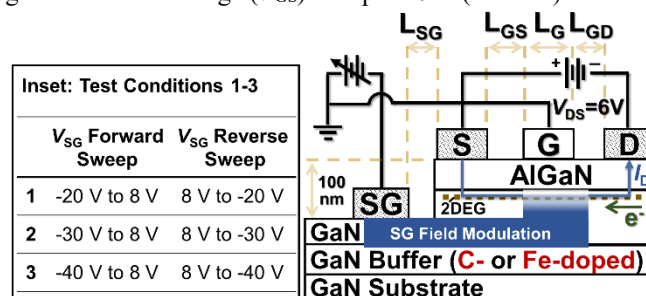 L_SG L_GS L_G L_GD
Inset: Test Conditions 1-3
V_SG Forward Sweep V_SG Reverse Sweep
1 -20 V to 8 V 8 V to -20 V
2 -30 V to 8 V 8 V to -30 V
3 -40 V to 8 V 8 V to -40 V
+ −
V_DS=6V
S G D
AlGaN
100 nm
SG
2DEG
e-
GaN SG Field Modulation
GaN Buffer (C- or Fe-doped)
GaN Substrate